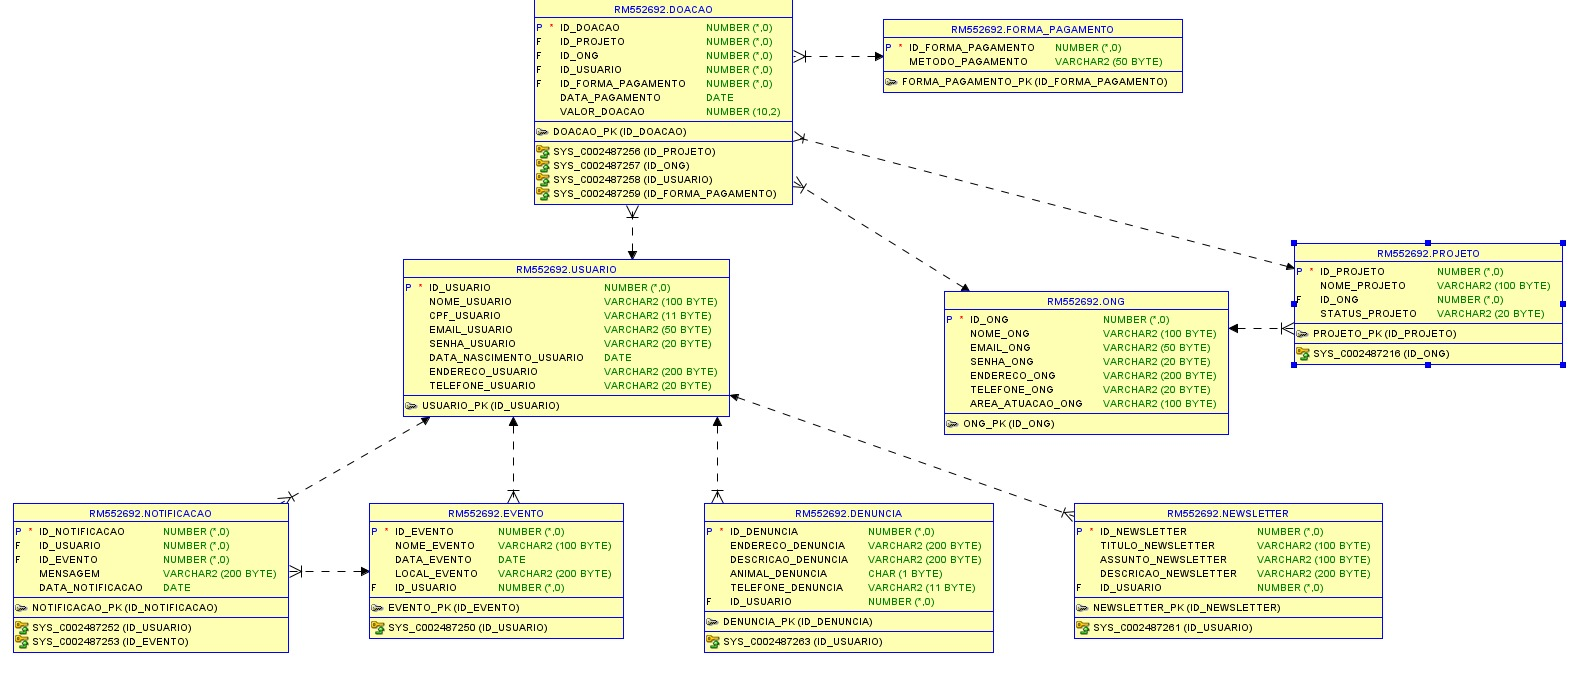 RM552692.DOACAO
P * ID_DOACAO NUMBER (*,0)
F ID_PROJETO NUMBER (*,0)
F ID_ONG NUMBER (*,0)
F ID_USUARIO NUMBER (*,0)
F ID_FORMA_PAGAMENTO NUMBER (*,0)
DATA_PAGAMENTO DATE
VALOR_DOACAO NUMBER (10,2)
DOACAO_PK (ID_DOACAO)
SYS_C002487256 (ID_PROJETO)
SYS_C002487257 (ID_ONG)
SYS_C002487258 (ID_USUARIO)
SYS_C002487259 (ID_FORMA_PAGAMENTO)
RM552692.FORMA_PAGAMENTO
P * ID_FORMA_PAGAMENTO NUMBER (*,0)
METODO_PAGAMENTO VARCHAR2 (50 BYTE)
FORMA_PAGAMENTO_PK (ID_FORMA_PAGAMENTO)
RM552692.USUARIO
P * ID_USUARIO NUMBER (*,0)
NOME_USUARIO VARCHAR2 (100 BYTE)
CPF_USUARIO VARCHAR2 (11 BYTE)
EMAIL_USUARIO VARCHAR2 (50 BYTE)
SENHA_USUARIO VARCHAR2 (20 BYTE)
DATA_NASCIMENTO_USUARIO DATE
ENDERECO_USUARIO VARCHAR2 (200 BYTE)
TELEFONE_USUARIO VARCHAR2 (20 BYTE)
USUARIO_PK (ID_USUARIO)
RM552692.ONG
P * ID_ONG NUMBER (*,0)
NOME_ONG VARCHAR2 (100 BYTE)
EMAIL_ONG VARCHAR2 (50 BYTE)
SENHA_ONG VARCHAR2 (20 BYTE)
ENDERECO_ONG VARCHAR2 (200 BYTE)
TELEFONE_ONG VARCHAR2 (20 BYTE)
AREA_ATUACAO_ONG VARCHAR2 (100 BYTE)
ONG_PK (ID_ONG)
RM552692.PROJETO
P * ID_PROJETO NUMBER (*,0)
NOME_PROJETO VARCHAR2 (100 BYTE)
F ID_ONG NUMBER (*,0)
STATUS_PROJETO VARCHAR2 (20 BYTE)
PROJETO_PK (ID_PROJETO)
SYS_C002487216 (ID_ONG)
RM552692.NOTIFICACAO
P * ID_NOTIFICACAO NUMBER (*,0)
F ID_USUARIO NUMBER (*,0)
F ID_EVENTO NUMBER (*,0)
MENSAGEM VARCHAR2 (200 BYTE)
DATA_NOTIFICACAO DATE
NOTIFICACAO_PK (ID_NOTIFICACAO)
SYS_C002487252 (ID_USUARIO)
SYS_C002487253 (ID_EVENTO)
RM552692.EVENTO
P * ID_EVENTO NUMBER (*,0)
NOME_EVENTO VARCHAR2 (100 BYTE)
DATA_EVENTO DATE
LOCAL_EVENTO VARCHAR2 (200 BYTE)
F ID_USUARIO NUMBER (*,0)
EVENTO_PK (ID_EVENTO)
SYS_C002487250 (ID_USUARIO)
RM552692.DENUNCIA
P * ID_DENUNCIA NUMBER (*,0)
ENDERECO_DENUNCIA VARCHAR2 (200 BYTE)
DESCRICAO_DENUNCIA VARCHAR2 (200 BYTE)
ANIMAL_DENUNCIA CHAR (1 BYTE)
TELEFONE_DENUNCIA VARCHAR2 (11 BYTE)
F ID_USUARIO NUMBER (*,0)
DENUNCIA_PK (ID_DENUNCIA)
SYS_C002487263 (ID_USUARIO)
RM552692.NEWSLETTER
P * ID_NEWSLETTER NUMBER (*,0)
TITULO_NEWSLETTER VARCHAR2 (100 BYTE)
ASSUNTO_NEWSLETTER VARCHAR2 (100 BYTE)
DESCRICAO_NEWSLETTER VARCHAR2 (200 BYTE)
F ID_USUARIO NUMBER (*,0)
NEWSLETTER_PK (ID_NEWSLETTER)
SYS_C002487261 (ID_USUARIO)